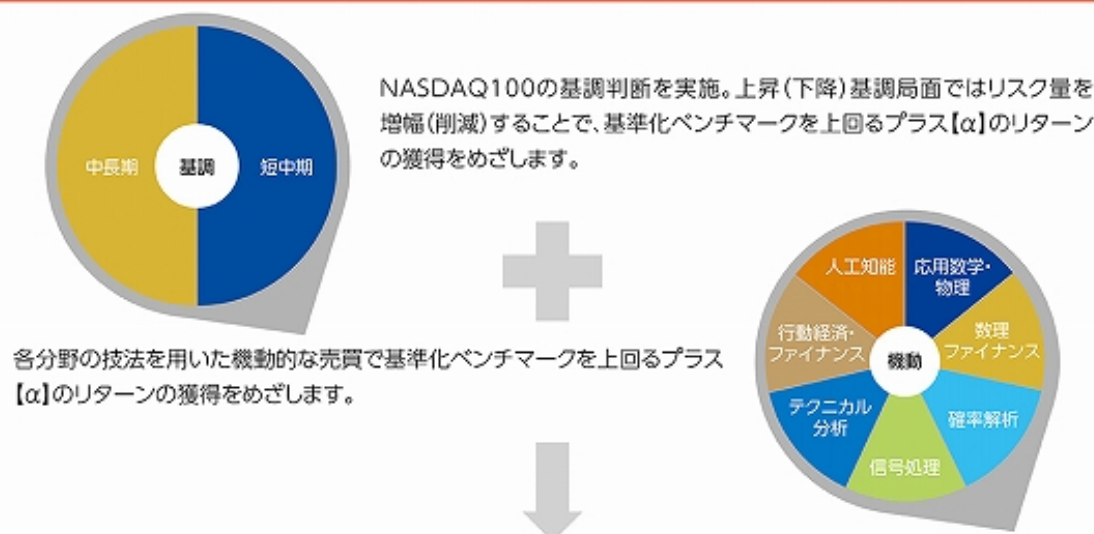 中長期
基調
短中期
NASDAQ100の基調判断を実施。上昇(下降)基調局面ではリスク量を
増幅(削減)することで、基準化ベンチマークを上回るプラス【α】のリターン
の獲得をめざします。
各分野の技法を用いた機動的な売買で基準化ベンチマークを上回るプラス
【α】のリターンの獲得をめざします。
人工知能
応用数学・
物理
行動経済・
ファイナンス
機動
数理
ファイナンス
テクニカル
分析
確率解析
信号処理